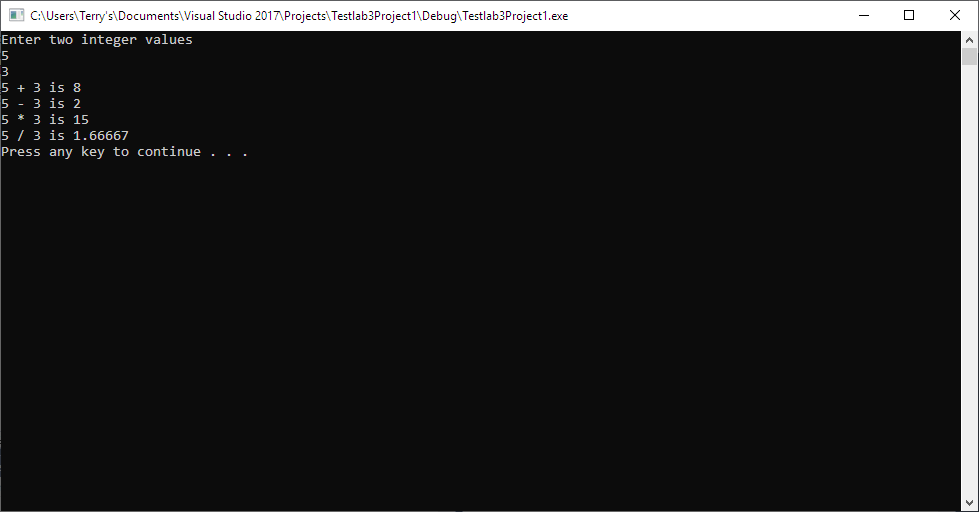 C:\Users\Terry's\Documents\Visual Studio 2017\Projects\Testlab3Project1\Debug\Testlab3Project1.exe
Enter two integer values
5
3
5 + 3 is 8
5 - 3 is 2
5 * 3 is 15
5 / 3 is 1.66667
Press any key to continue . . .